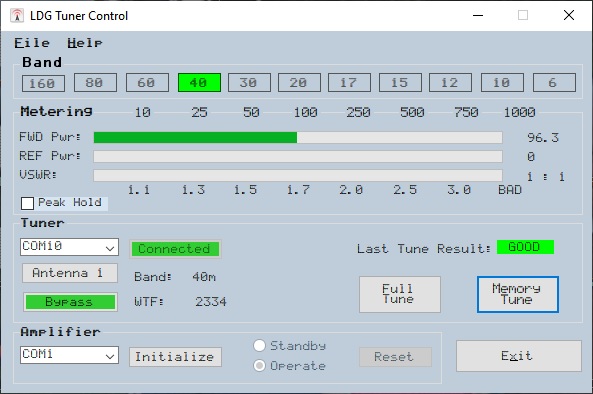 LDG Tuner Control
File Help
Band
160 80 60 40 30 20 17 15 12 10 6
Metering 10 25 50 100 250 500 750 1000
FWD Pwr: 96.3
REF Pwr: 0
VSWR: 1 : 1
1.1 1.3 1.5 1.7 2.0 2.5 3.0 BAD
Peak Hold
Tuner
COM10 Connected Last Tune Result: GOOD
Antenna 1 Band: 40m Full Tune Memory Tune
Bypass WTF: 2334
Amplifier
COM1 Initialize Standby Operate Reset Exit